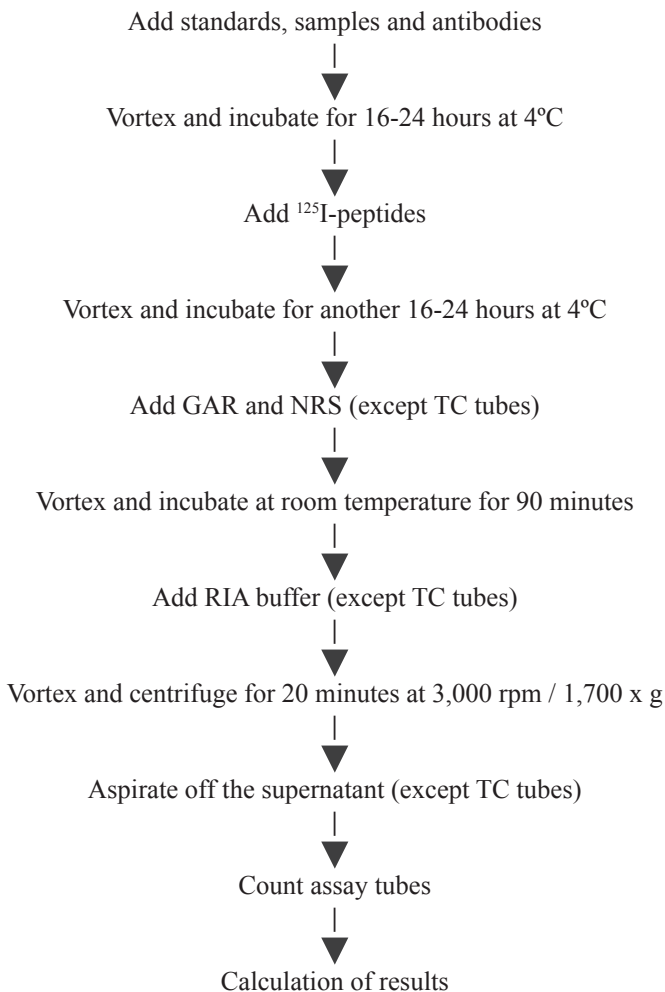 Add standards, samples and antibodies
Vortex and incubate for 16-24 hours at 4ºC
Add ¹²⁵I-peptides
Vortex and incubate for another 16-24 hours at 4ºC
Add GAR and NRS (except TC tubes)
Vortex and incubate at room temperature for 90 minutes
Add RIA buffer (except TC tubes)
Vortex and centrifuge for 20 minutes at 3,000 rpm / 1,700 x g
Aspirate off the supernatant (except TC tubes)
Count assay tubes
Calculation of results